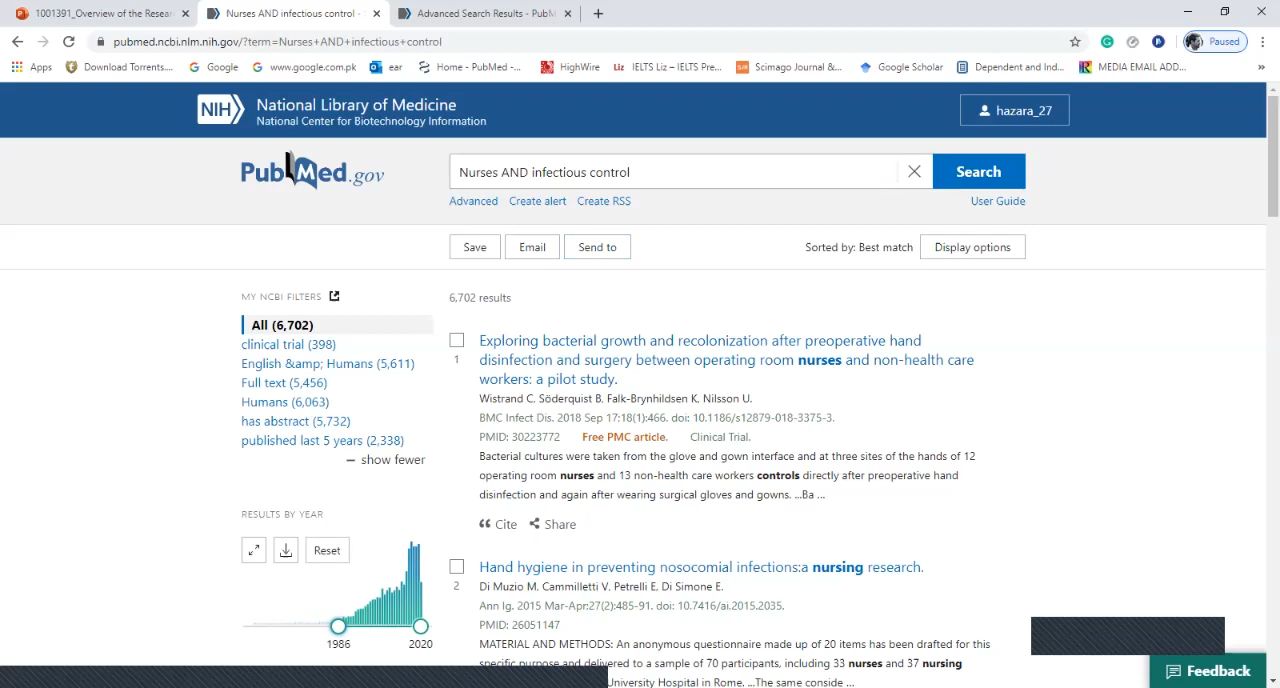 1001391_Overview of the Resear
Nurses AND infectious control -
Advanced Search Results - PubM
pubmed.ncbi.nlm.nih.gov/?term=Nurses+AND+infectious+control
Paused
Apps
Download Torrents....
Google
www.google.com.pk
ear
Home - PubMed -...
HighWire
Liz IELTS Liz – IELTS Pre...
Scimago Journal &...
Google Scholar
Dependent and Ind...
MEDIA EMAIL ADD...
NIH
National Library of Medicine
National Center for Biotechnology Information
hazara_27
PubMed.gov
Nurses AND infectious control
Search
Advanced
Create alert
Create RSS
User Guide
Save
Email
Send to
Sorted by: Best match
Display options
MY NCBI FILTERS
6,702 results
All (6,702)
clinical trial (398)
English &amp; Humans (5,611)
Full text (5,456)
Humans (6,063)
has abstract (5,732)
published last 5 years (2,338)
— show fewer
RESULTS BY YEAR
Reset
1986
2020
1
Exploring bacterial growth and recolonization after preoperative hand
disinfection and surgery between operating room nurses and non-health care
workers: a pilot study.
Wistrand C, Söderquist B, Falk-Brynhildsen K, Nilsson U.
BMC Infect Dis. 2018 Sep 17;18(1):466. doi: 10.1186/s12879-018-3375-3.
PMID: 30223772 Free PMC article. Clinical Trial.
Bacterial cultures were taken from the glove and gown interface and at three sites of the hands of 12
operating room nurses and 13 non-health care workers controls directly after preoperative hand
disinfection and again after wearing surgical gloves and gowns. ...Ba ...
Cite
Share
2
Hand hygiene in preventing nosocomial infections:a nursing research.
Di Muzio M, Cammilletti V, Petrelli E, Di Simone E.
Ann Ig. 2015 Mar-Apr;27(2):485-91. doi: 10.7416/ai.2015.2035.
PMID: 26051147
MATERIAL AND METHODS: An anonymous questionnaire made up of 20 items has been drafted for this
specific purpose and delivered to a sample of 70 participants, including 33 nurses and 37 nursing
University Hospital in Rome. ...The same conside ...
Feedback